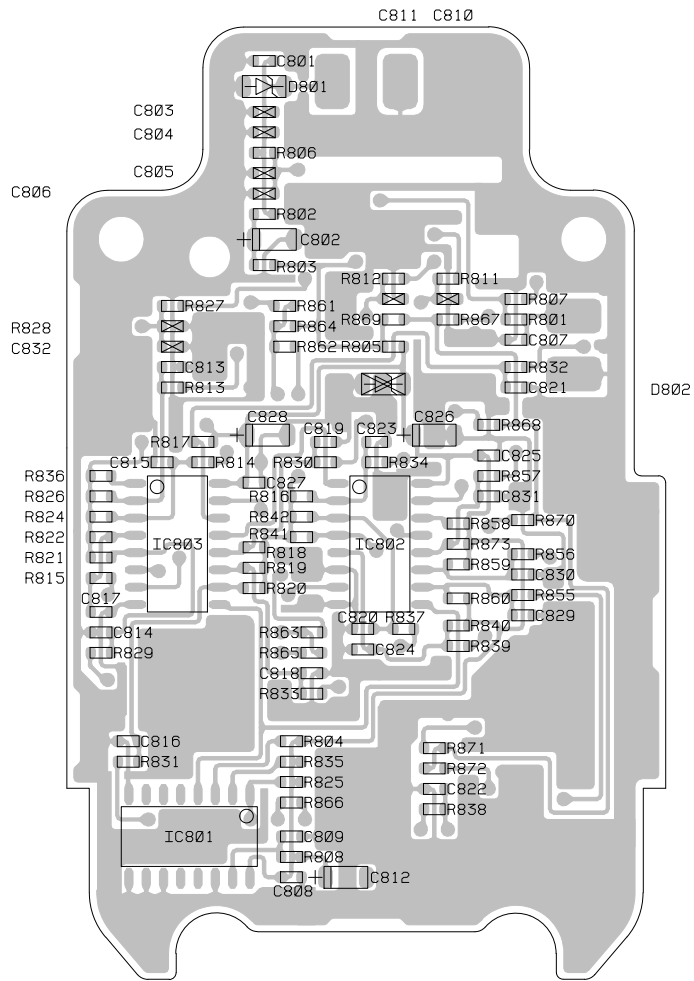 C811 C810
C801
D801
C803
C804
R806
C805
C806
R802
+ C802
R803
R812 R811
R827 R861 R807
R828 R864 R869 R867 R801
C832 R862 R805 C807
C813 R832
R813 C821
D802
+ C828 C819 C823 + C826 R868
R817
C815 R814 R830 R834 C825
R836 C827 R857
R826 R816 C831
R824 R842 R858 R870
R822 IC803 R841 IC802 R873
R821 R818 R859 R856
R815 R819 C830
R820 R860 R855
C817 C820 R837 C829
C814 R863 R840
R829 R865 C824 R839
C818
R833
C816 R804 R871
R831 R835 R872
R825 C822
R866 R838
IC801 C809
R808
C808 + C812